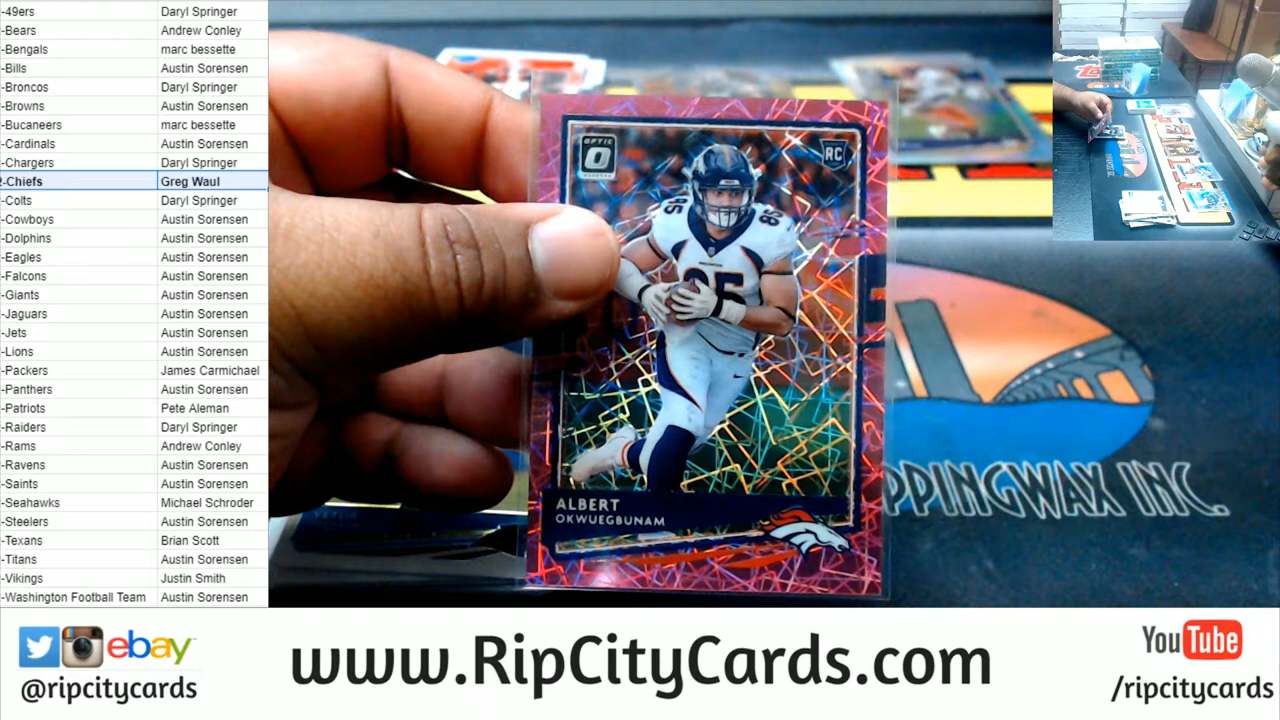 -49ers Daryl Springer
-Bears Andrew Conley
-Bengals marc bessette
-Bills Austin Sorensen
-Broncos Daryl Springer
-Browns Austin Sorensen
-Bucaneers marc bessette
-Cardinals Austin Sorensen
-Chargers Daryl Springer
-Chiefs Greg Waul
-Colts Daryl Springer
-Cowboys Austin Sorensen
-Dolphins Austin Sorensen
-Eagles Austin Sorensen
-Falcons Austin Sorensen
-Giants Austin Sorensen
-Jaguars Austin Sorensen
-Jets Austin Sorensen
-Lions Austin Sorensen
-Packers James Carmichael
-Panthers Austin Sorensen
-Patriots Pete Aleman
-Raiders Daryl Springer
-Rams Andrew Conley
-Ravens Austin Sorensen
-Saints Austin Sorensen
-Seahawks Michael Schroder
-Steelers Austin Sorensen
-Texans Brian Scott
-Titans Austin Sorensen
-Vikings Justin Smith
-Washington Football Team Austin Sorensen
OPTIC
RC
85 85
85
ALBERT
OKWUEGBUNAM
PPINGWAX INC.
ebay
@ripcitycards
www.RipCityCards.com
YouTube
/ripcitycards